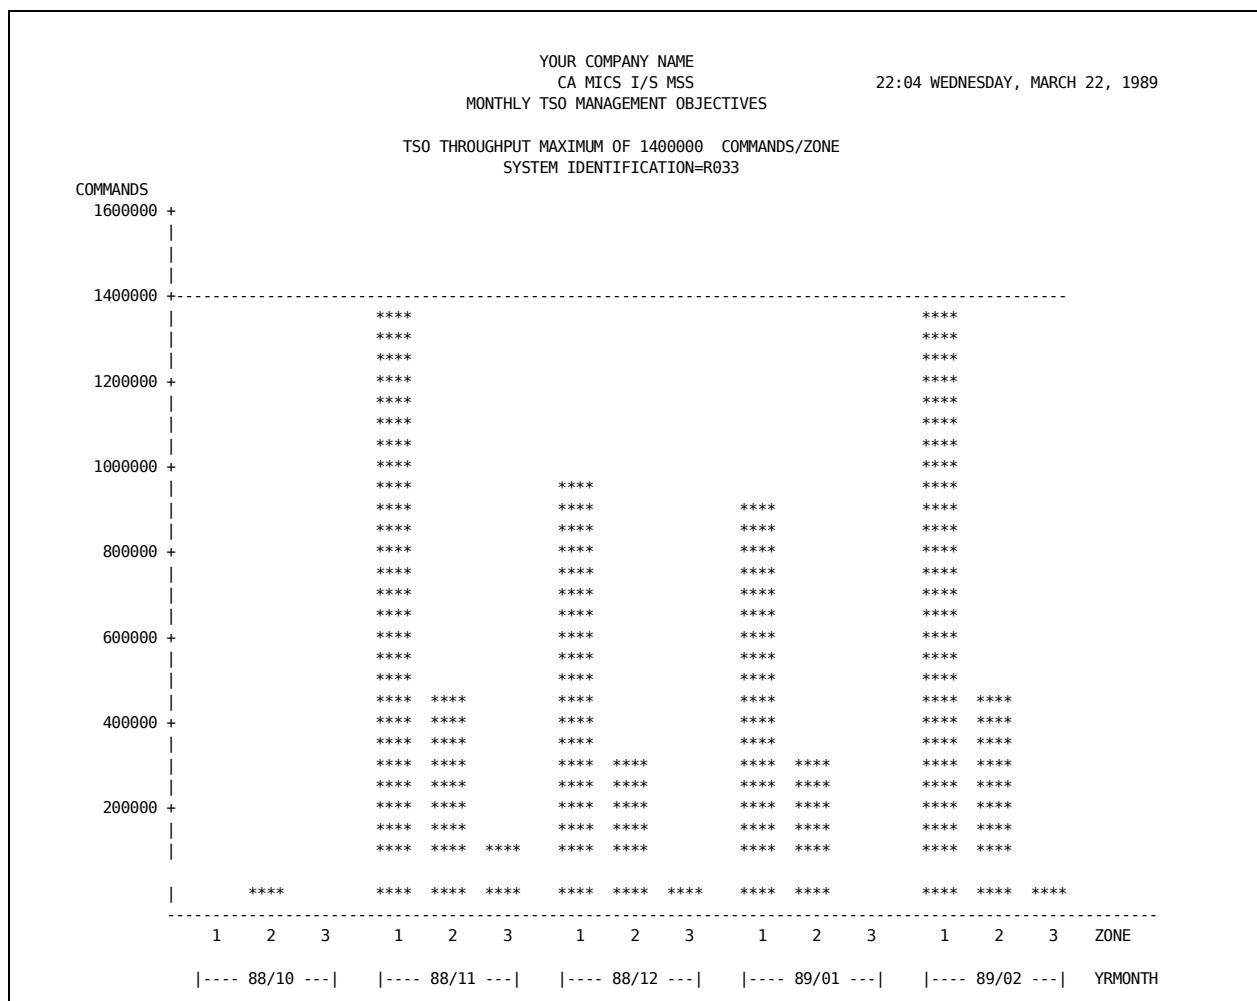 YOUR COMPANY NAME
CA MICS I/S MSS 22:04 WEDNESDAY, MARCH 22, 1989
MONTHLY TSO MANAGEMENT OBJECTIVES
TSO THROUGHPUT MAXIMUM OF 1400000 COMMANDS/ZONE
SYSTEM IDENTIFICATION=R033
COMMANDS
1600000 +
|
|
|
1400000 +--------------------------------------------------------------------------------------------------
| **** ****
| **** ****
| **** ****
1200000 + **** ****
| **** ****
| **** ****
| **** ****
1000000 + **** ****
| **** **** ****
| **** **** **** ****
| **** **** **** ****
800000 + **** **** **** ****
| **** **** **** ****
| **** **** **** ****
| **** **** **** ****
600000 + **** **** **** ****
| **** **** **** ****
| **** **** **** ****
| **** **** **** **** **** ****
400000 + **** **** **** **** **** ****
| **** **** **** **** **** ****
| **** **** **** **** **** **** **** ****
| **** **** **** **** **** **** **** ****
200000 + **** **** **** **** **** **** **** ****
| **** **** **** **** **** **** **** ****
| **** **** **** **** **** **** **** **** ****
| **** **** **** **** **** **** **** **** **** **** **** ****
-------------------------------------------------------------------------------------------------------------
1 2 3 1 2 3 1 2 3 1 2 3 1 2 3 ZONE
|---- 88/10 ---| |---- 88/11 ---| |---- 88/12 ---| |---- 89/01 ---| |---- 89/02 ---| YRMONTH